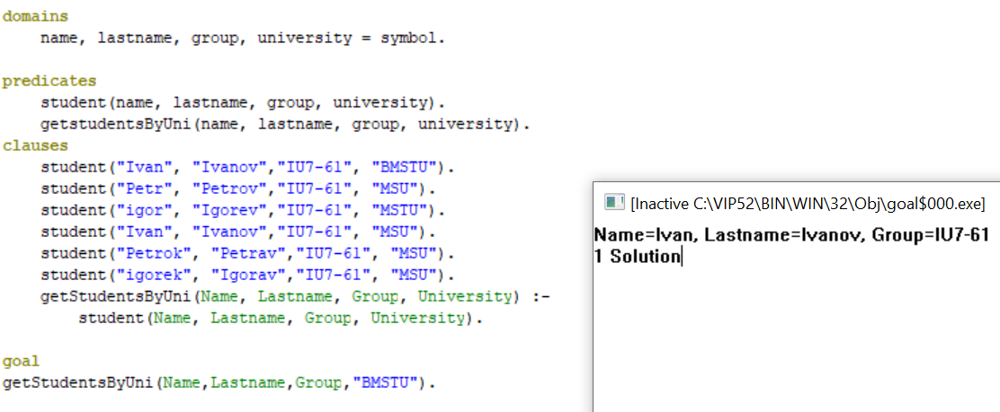 domains
name, lastname, group, university = symbol.
predicates
student(name, lastname, group, university).
getstudentsByUni(name, lastname, group, university).
clauses
student("Ivan", "Ivanov","IU7-61", "BMSTU").
student("Petr", "Petrov","IU7-61", "MSU").
student("igor", "Igorev","IU7-61", "MSTU").
student("Ivan", "Ivanov","IU7-61", "MSU").
student("Petrok", "Petrav","IU7-61", "MSU").
student("igorek", "Igorav","IU7-61", "MSU").
getStudentsByUni(Name, Lastname, Group, University) :-
student(Name, Lastname, Group, University).
goal
getStudentsByUni(Name,Lastname,Group,"BMSTU").
[Inactive C:\VIP52\BIN\WIN\32\Obj\goal$000.exe]
Name=Ivan, Lastname=Ivanov, Group=IU7-61
1 Solution